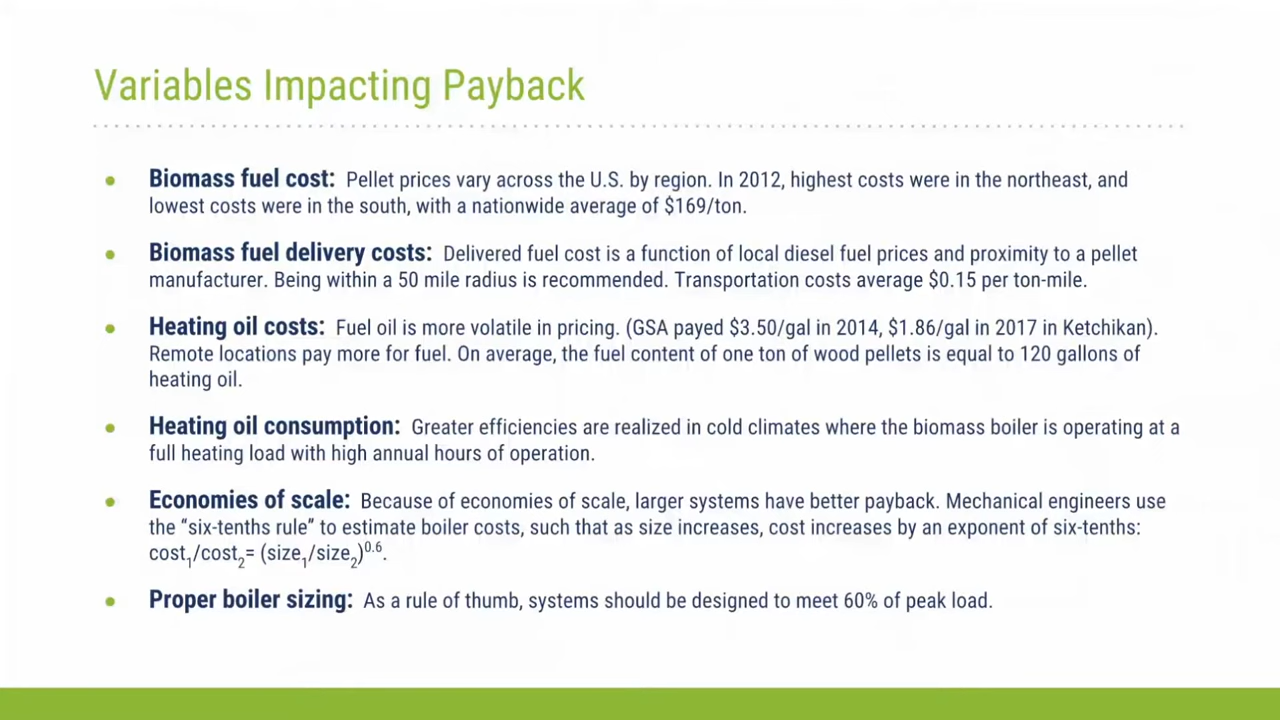 Variables Impacting Payback
• Biomass fuel cost: Pellet prices vary across the U.S. by region. In 2012, highest costs were in the northeast, and
lowest costs were in the south, with a nationwide average of $169/ton.
• Biomass fuel delivery costs: Delivered fuel cost is a function of local diesel fuel prices and proximity to a pellet
manufacturer. Being within a 50 mile radius is recommended. Transportation costs average $0.15 per ton-mile.
• Heating oil costs: Fuel oil is more volatile in pricing. (GSA payed $3.50/gal in 2014, $1.86/gal in 2017 in Ketchikan).
Remote locations pay more for fuel. On average, the fuel content of one ton of wood pellets is equal to 120 gallons of
heating oil.
• Heating oil consumption: Greater efficiencies are realized in cold climates where the biomass boiler is operating at a
full heating load with high annual hours of operation.
• Economies of scale: Because of economies of scale, larger systems have better payback. Mechanical engineers use
the “six-tenths rule” to estimate boiler costs, such that as size increases, cost increases by an exponent of six-tenths:
cost₁/cost₂= (size₁/size₂)⁰·⁶.
• Proper boiler sizing: As a rule of thumb, systems should be designed to meet 60% of peak load.